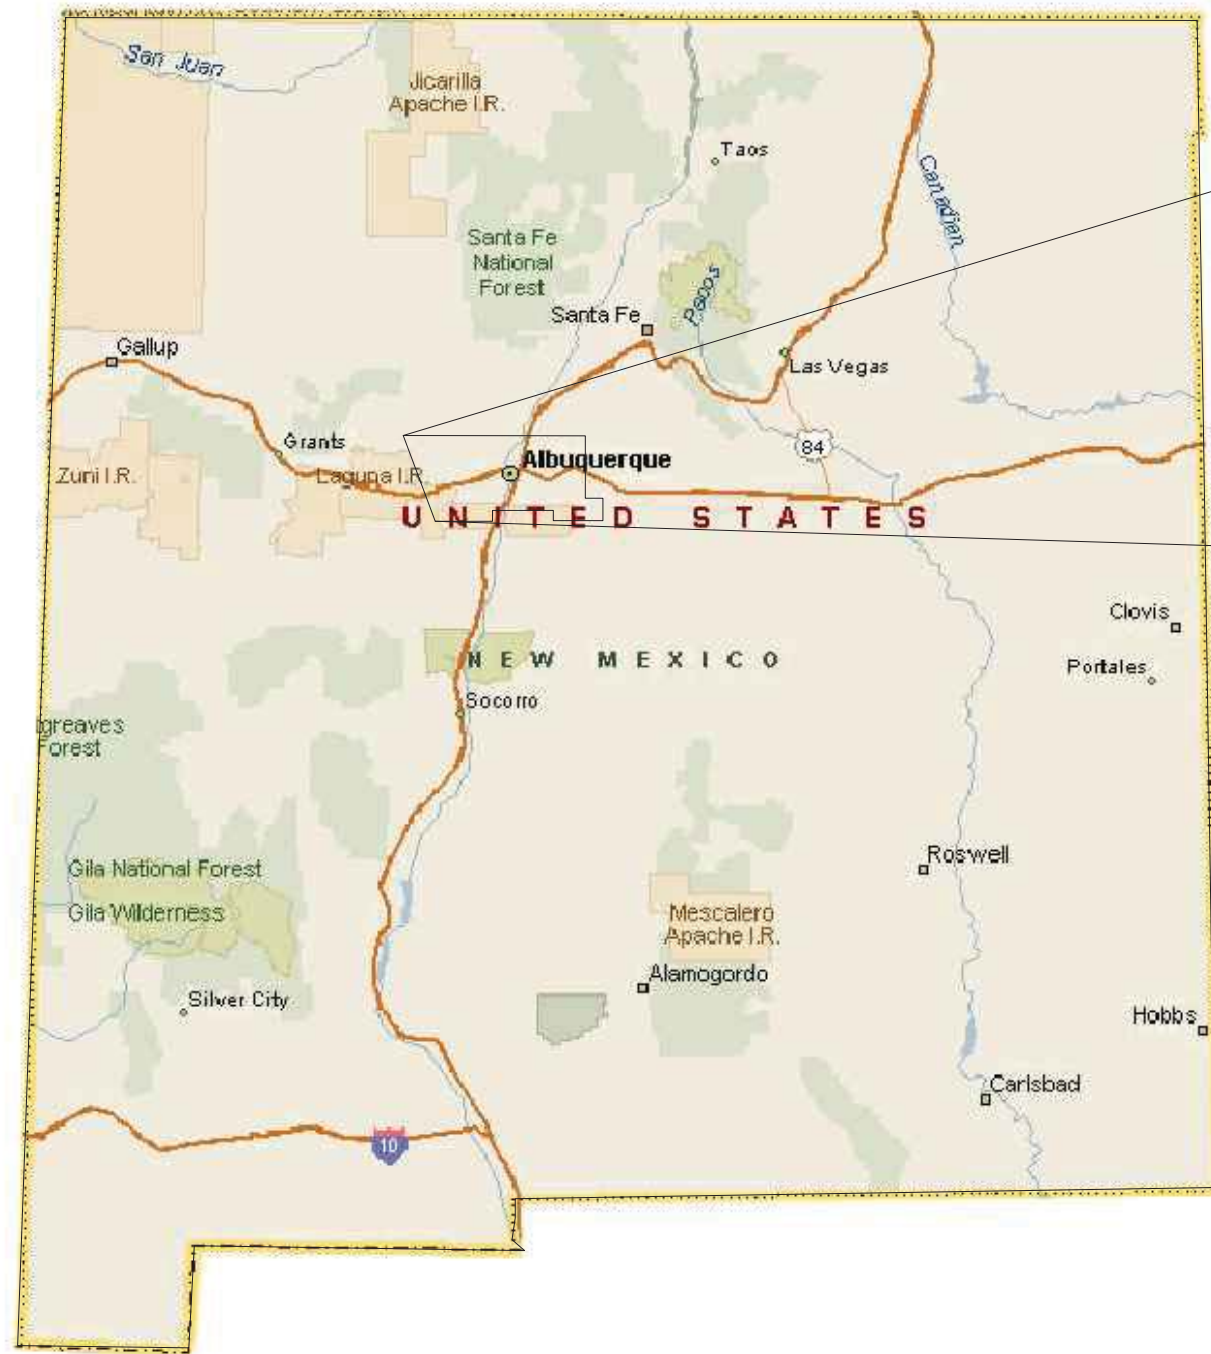 San Juan
Jicarilla
Apache I.R.
Taos
Canadian
Santa Fe
National
Forest
Pecos
Santa Fe
Gallup
Las Vegas
Grants
84
Albuquerque
Zuni I.R.
Laguna I.R.
UNITED STATES
Clovis
NEW MEXICO
Portales
Socorro
greaves
Forest
Roswell
Gila National Forest
Gila Wilderness
Mescalero
Apache I.R.
Alamogordo
Silver City
Hobbs
Carlsbad
10